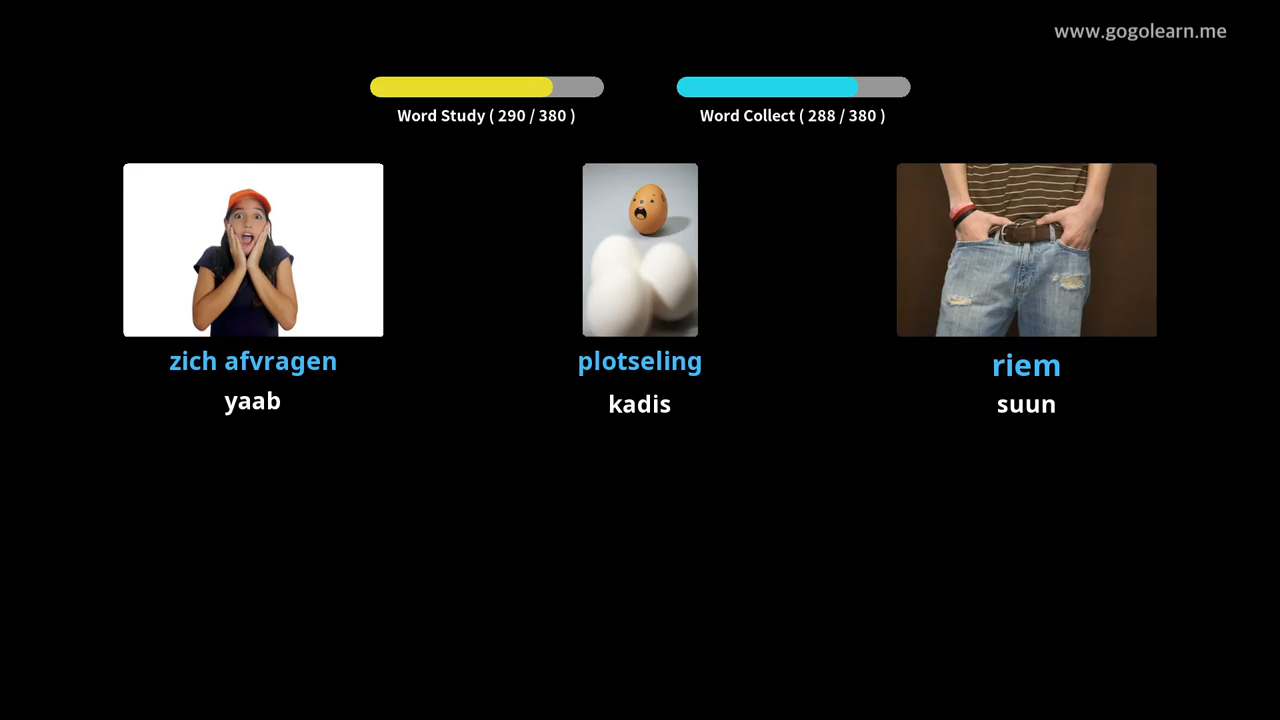 www.gogolearn.me
Word Study ( 290 / 380 )
Word Collect ( 288 / 380 )
zich afvragen
plotseling
riem
yaab
kadis
suun